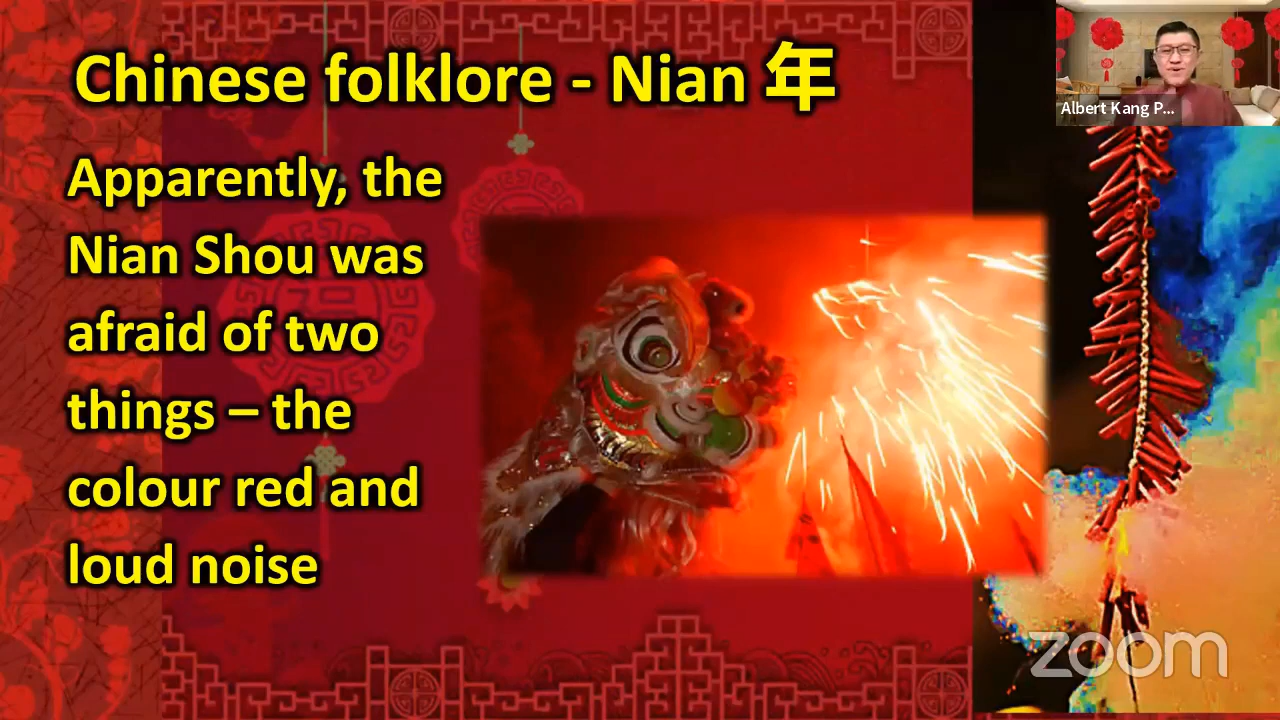 Chinese folklore - Nian 年
Albert Kang P...
Apparently, the
Nian Shou was
afraid of two
things – the
colour red and
loud noise
zoom